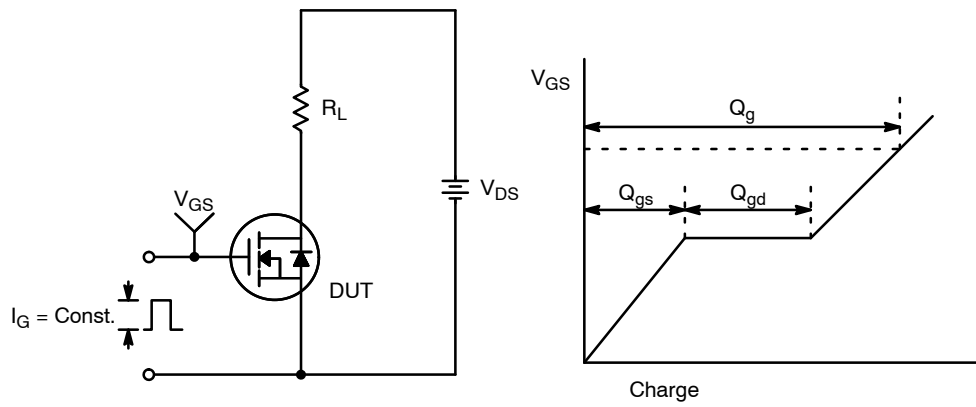 R_L
V_GS
V_DS
DUT
I_G = Const.
V_GS
Q_g
Q_gs
Q_gd
Charge